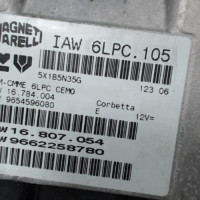 MAGNETI
MARELLI
IAW 6LPC.105
5X1B5N35G
123 06
M-CMME 6LPC CEMO
W 16.784.004
9654596080
Corbetta
E
12V=
W 16.807.054
W9662258780